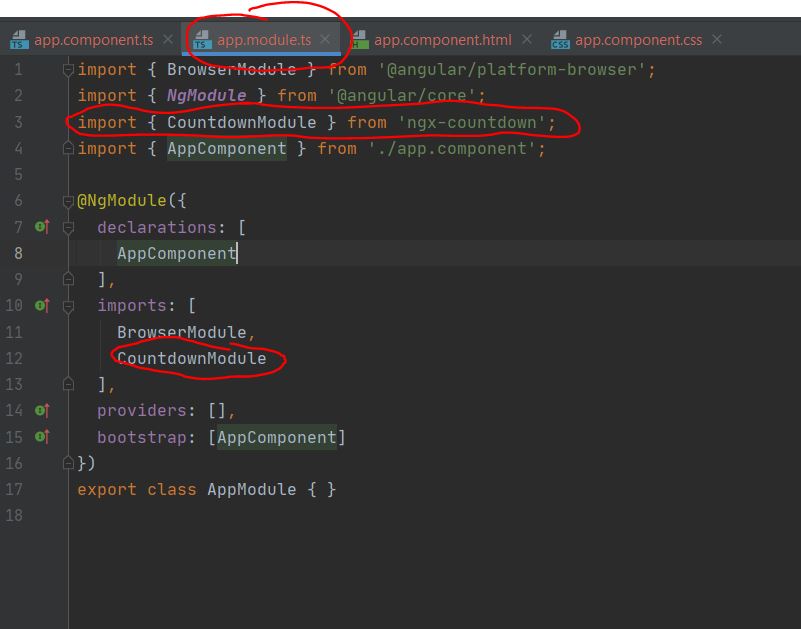 TS app.component.ts × TS app.module.ts × H app.component.html × CSS app.component.css ×
1 import { BrowserModule } from '@angular/platform-browser';
2 import { NgModule } from '@angular/core';
3 import { CountdownModule } from 'ngx-countdown';
4 import { AppComponent } from './app.component';
5
6 @NgModule({
7 declarations: [
8 AppComponent
9 ],
10 imports: [
11 BrowserModule,
12 CountdownModule
13 ],
14 providers: [],
15 bootstrap: [AppComponent]
16 })
17 export class AppModule { }
18